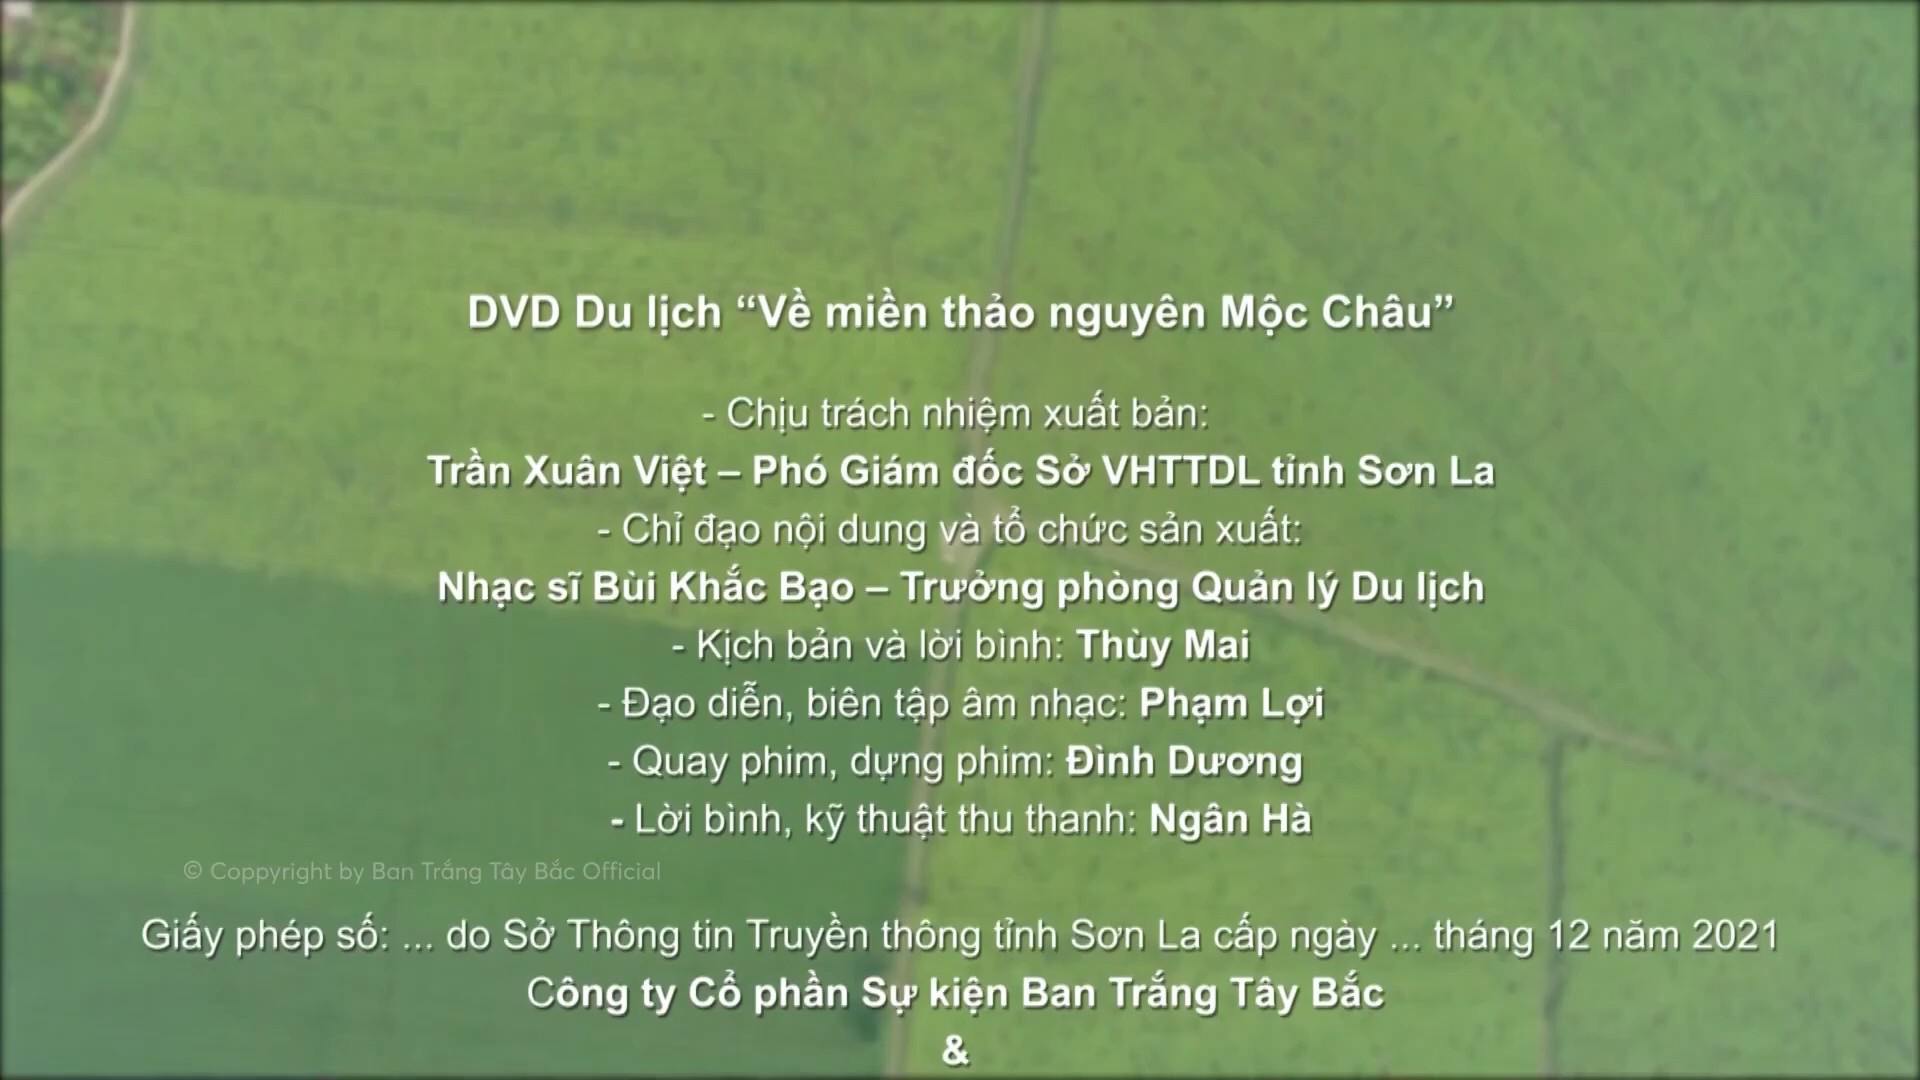 DVD Du lịch “Về miền thảo nguyên Mộc Châu”
- Chịu trách nhiệm xuất bản:
Trần Xuân Việt – Phó Giám đốc Sở VHTTDL tỉnh Sơn La
- Chỉ đạo nội dung và tổ chức sản xuất:
Nhạc sĩ Bùi Khắc Bạo – Trưởng phòng Quản lý Du lịch
- Kịch bản và lời bình: Thùy Mai
- Đạo diễn, biên tập âm nhạc: Phạm Lợi
- Quay phim, dựng phim: Đình Dương
- Lời bình, kỹ thuật thu thanh: Ngân Hà
© Coppyright by Ban Trắng Tây Bắc Official
Giấy phép số: ... do Sở Thông tin Truyền thông tỉnh Sơn La cấp ngày ... tháng 12 năm 2021
Công ty Cổ phần Sự kiện Ban Trắng Tây Bắc
&